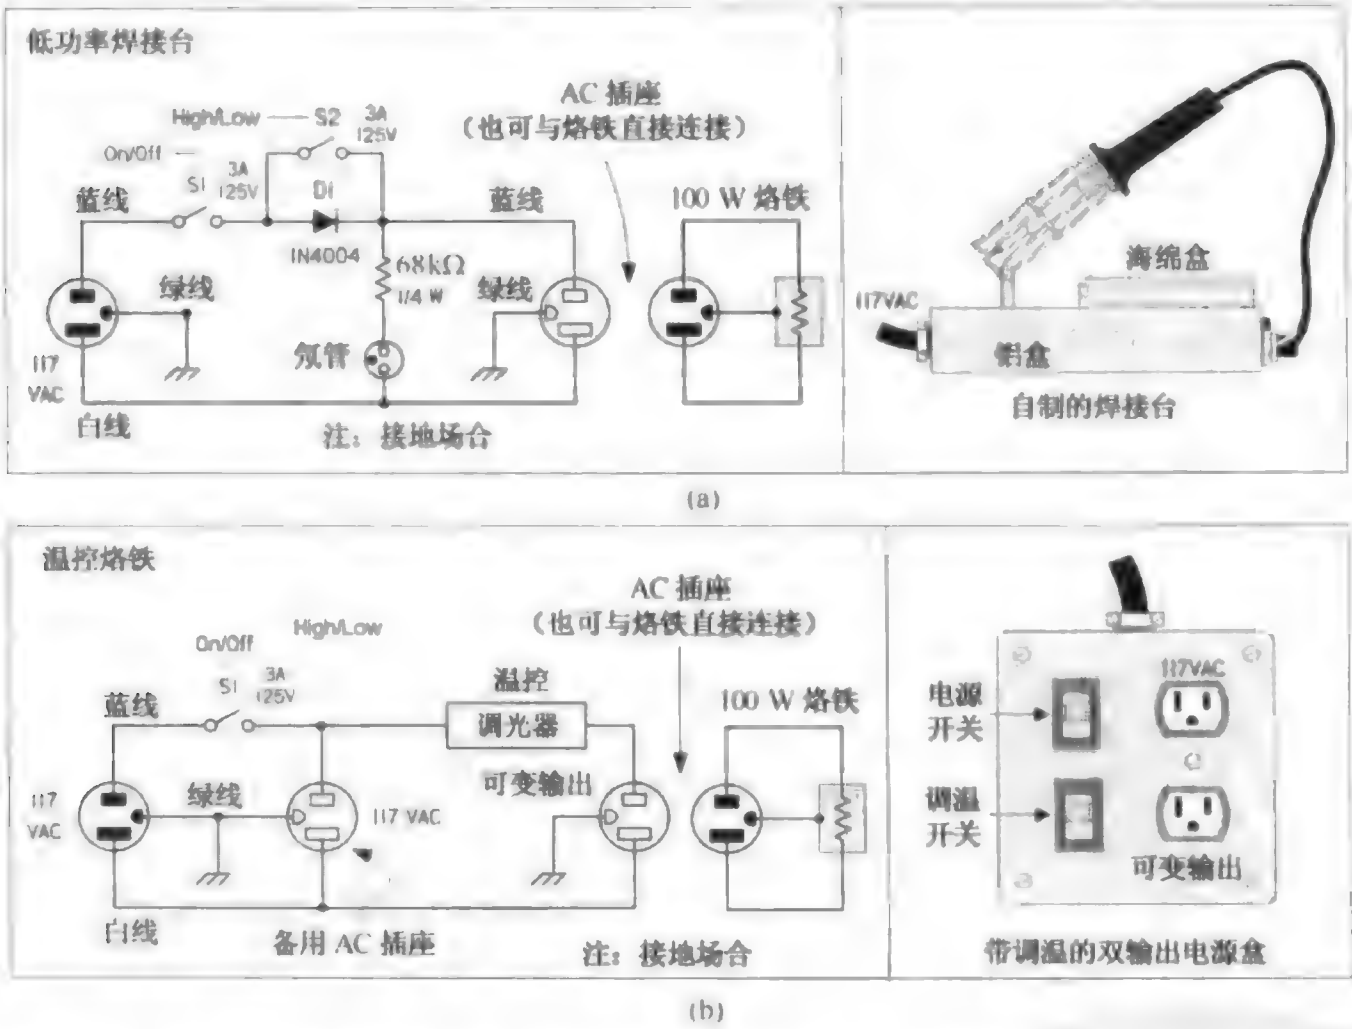 低功率焊接台
AC 插座
(也可与烙铁直接连接)
High/Low
S2
3A
125V
On/Off
S1
3A
125V
D1
1N4004
蓝线
蓝线
100 W 烙铁
68kΩ
1/4 W
绿线
绿线
氖管
117
VAC
白线
注：接地场合
海绵盒
117VAC
铝盒
自制的焊接台
(a)
温控烙铁
AC 插座
(也可与烙铁直接连接)
On/Off
High/Low
S1
3A
125V
蓝线
温控
调光器
100 W 烙铁
可变输出
绿线
117
VAC
117 VAC
白线
备用 AC 插座
注：接地场合
117VAC
电源
开关
调温
开关
可变输出
带调温的双输出电源盒
(b)